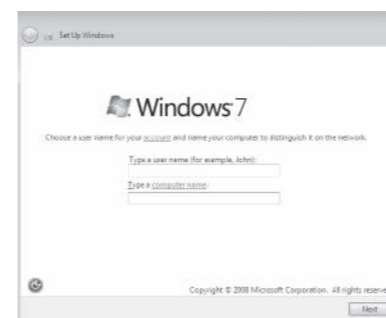 Set Up Windows
Windows 7
Choose a user name for your account and name your computer to distinguish it on the network.
Type a user name (for example, John):
Type a computer name:
Copyright © 2008 Microsoft Corporation. All rights reserve
Next